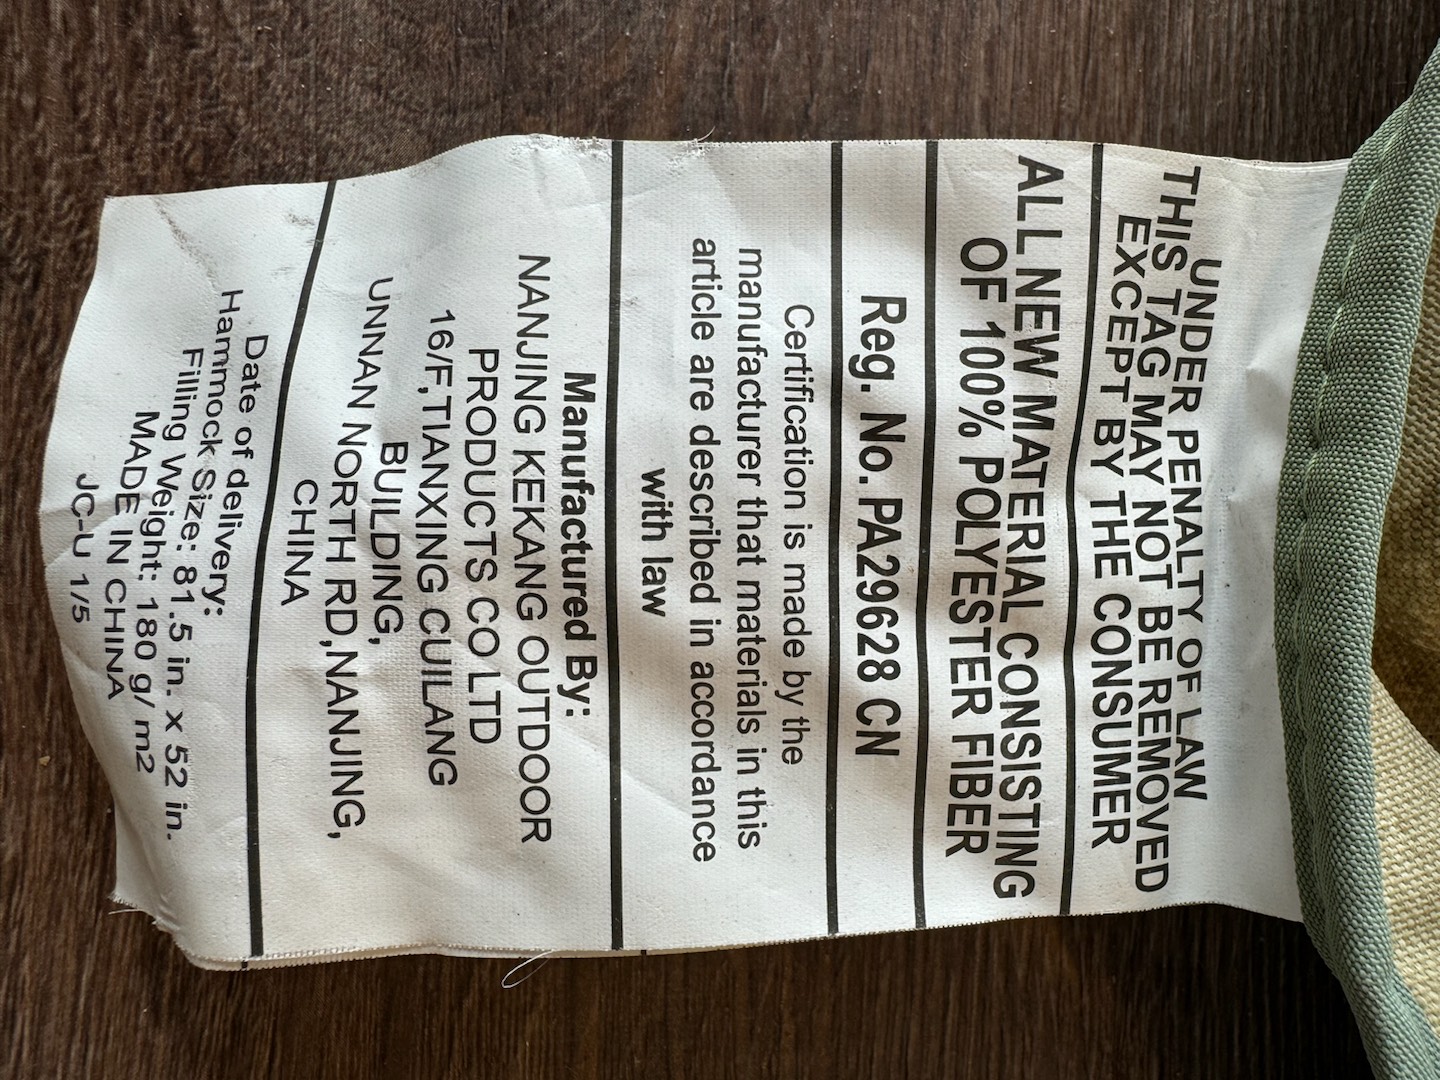 UNDER PENALTY OF LAW
THIS TAG MAY NOT BE REMOVED
EXCEPT BY THE CONSUMER
ALL NEW MATERIAL CONSISTING
OF 100% POLYESTER FIBER
Reg. No. PA29628 CN
Certification is made by the
manufacturer that materials in this
article are described in accordance
with law
Manufactured By:
NANJING KEKANG OUTDOOR
PRODUCTS CO LTD
16/F,TIANXING CUILANG
BUILDING,
UNNAN NORTH RD,NANJING,
CHINA
Date of delivery:
Hammock Size: 81.5 in. x 52 in.
Filling Weight: 180 g/ m2
MADE IN CHINA
JC-U 1/5